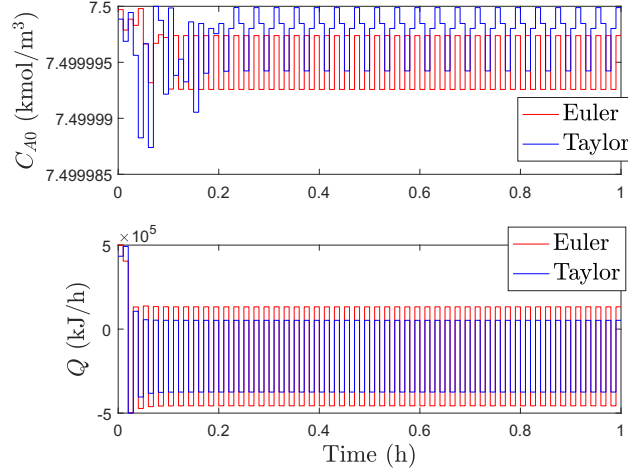 7.5
7.499995
7.49999
7.499985
C_{A0} (kmol/m^3)
Euler
Taylor
0 0.2 0.4 0.6 0.8 1
×10^5
5
0
-5
Q (kJ/h)
Euler
Taylor
0 0.2 0.4 0.6 0.8 1
Time (h)